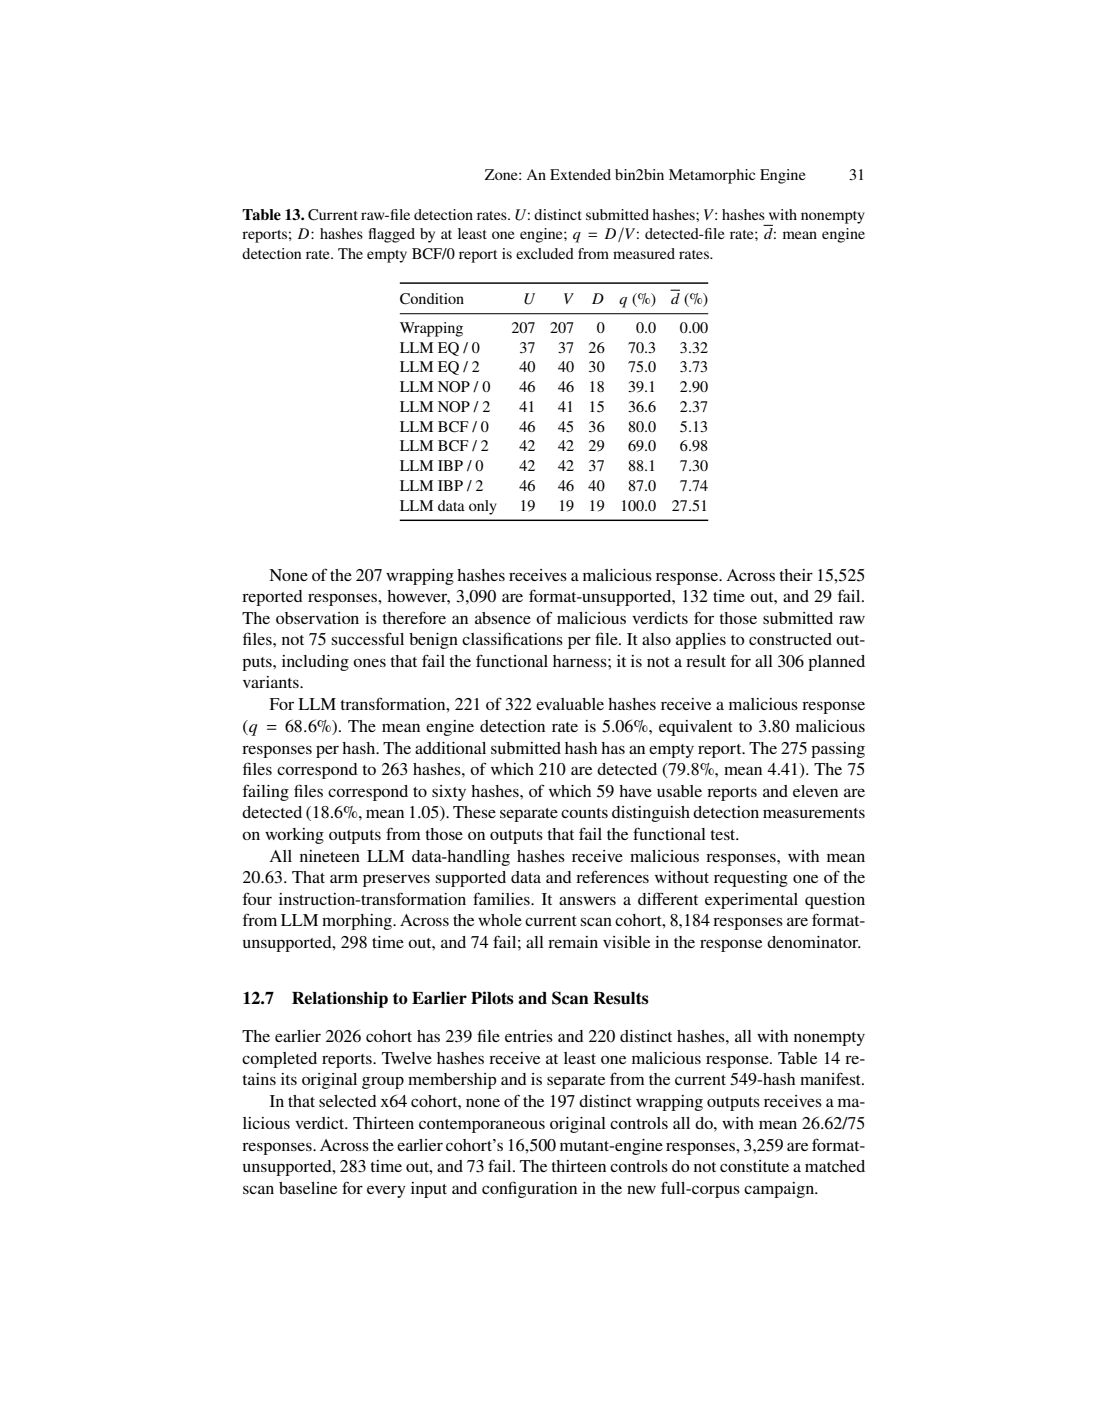 Zone: An Extended bin2bin Metamorphic Engine 31
Table 13. Current raw-file detection rates. U: distinct submitted hashes; V: hashes with nonempty
reports; D: hashes flagged by at least one engine; q = D/V: detected-file rate; d̅: mean engine
detection rate. The empty BCF/0 report is excluded from measured rates.
Condition U V D q (%) d̅ (%)
Wrapping 207 207 0 0.0 0.00
LLM EQ / 0 37 37 26 70.3 3.32
LLM EQ / 2 40 40 30 75.0 3.73
LLM NOP / 0 46 46 18 39.1 2.90
LLM NOP / 2 41 41 15 36.6 2.37
LLM BCF / 0 46 45 36 80.0 5.13
LLM BCF / 2 42 42 29 69.0 6.98
LLM IBP / 0 42 42 37 88.1 7.30
LLM IBP / 2 46 46 40 87.0 7.74
LLM data only 19 19 19 100.0 27.51
None of the 207 wrapping hashes receives a malicious response. Across their 15,525
reported responses, however, 3,090 are format-unsupported, 132 time out, and 29 fail.
The observation is therefore an absence of malicious verdicts for those submitted raw
files, not 75 successful benign classifications per file. It also applies to constructed out-
puts, including ones that fail the functional harness; it is not a result for all 306 planned
variants.
For LLM transformation, 221 of 322 evaluable hashes receive a malicious response
(q = 68.6%). The mean engine detection rate is 5.06%, equivalent to 3.80 malicious
responses per hash. The additional submitted hash has an empty report. The 275 passing
files correspond to 263 hashes, of which 210 are detected (79.8%, mean 4.41). The 75
failing files correspond to sixty hashes, of which 59 have usable reports and eleven are
detected (18.6%, mean 1.05). These separate counts distinguish detection measurements
on working outputs from those on outputs that fail the functional test.
All nineteen LLM data-handling hashes receive malicious responses, with mean
20.63. That arm preserves supported data and references without requesting one of the
four instruction-transformation families. It answers a different experimental question
from LLM morphing. Across the whole current scan cohort, 8,184 responses are format-
unsupported, 298 time out, and 74 fail; all remain visible in the response denominator.
12.7 Relationship to Earlier Pilots and Scan Results
The earlier 2026 cohort has 239 file entries and 220 distinct hashes, all with nonempty
completed reports. Twelve hashes receive at least one malicious response. Table 14 re-
tains its original group membership and is separate from the current 549-hash manifest.
In that selected x64 cohort, none of the 197 distinct wrapping outputs receives a ma-
licious verdict. Thirteen contemporaneous original controls all do, with mean 26.62/75
responses. Across the earlier cohort's 16,500 mutant-engine responses, 3,259 are format-
unsupported, 283 time out, and 73 fail. The thirteen controls do not constitute a matched
scan baseline for every input and configuration in the new full-corpus campaign.